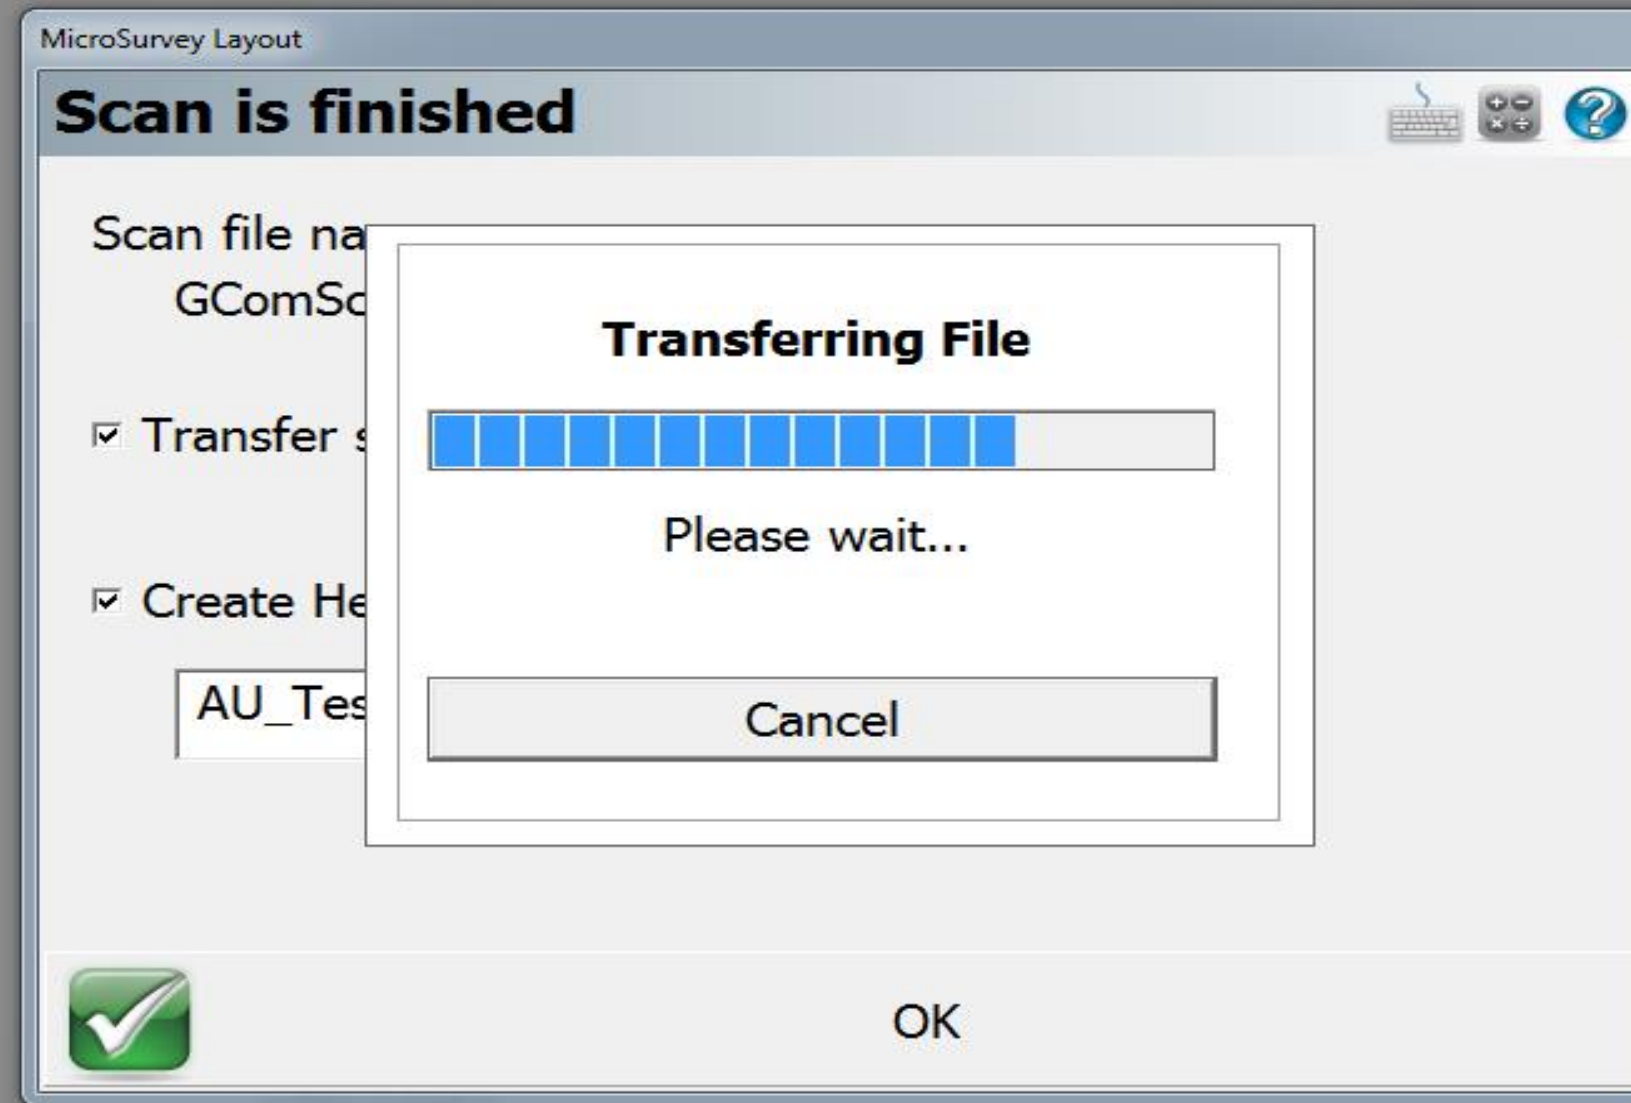 MicroSurvey Layout
Scan is finished
Scan file na
GComSc
Transferring File
Transfer s
Please wait...
Create He
AU_Tes
Cancel
OK